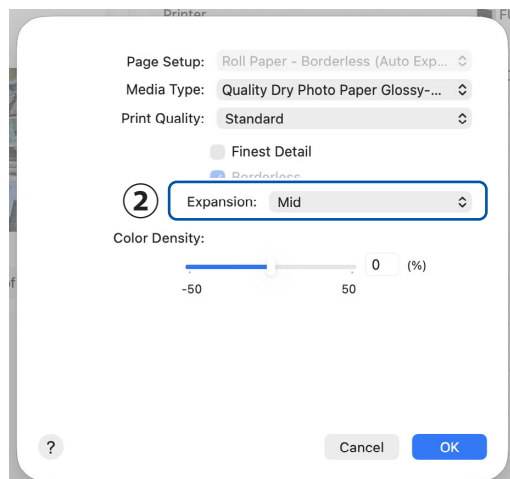 Printer
Page Setup: Roll Paper - Borderless (Auto Exp...
Media Type: Quality Dry Photo Paper Glossy-...
Print Quality: Standard
Finest Detail
Borderless
2 Expansion: Mid
Color Density:
0 (%)
-50 50
? Cancel OK